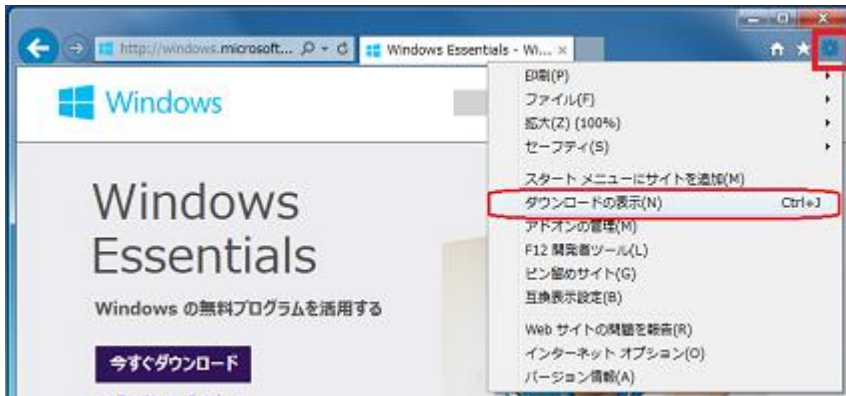 http://windows.microsoft...
Windows Essentials - Wi...
Windows
印刷(P)
ファイル(F)
拡大(Z) (100%)
セーフティ(S)
スタート メニューにサイトを追加(M)
ダウンロードの表示(N) Ctrl+J
アドオンの管理(M)
F12 開発者ツール(L)
ピン留めサイト(G)
互換表示設定(B)
Web サイトの問題を報告(R)
インターネット オプション(O)
バージョン情報(A)
Windows
Essentials
Windows の無料プログラムを活用する
今すぐダウンロード